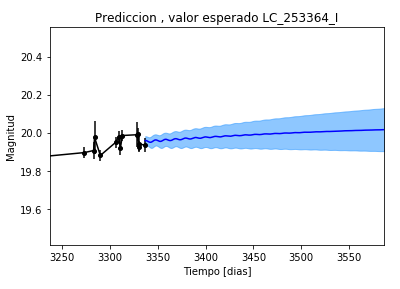 Prediccion , valor esperado LC_253364_I
20.4
20.2
20.0
19.8
19.6
Magnitud
3250 3300 3350 3400 3450 3500 3550
Tiempo [dias]